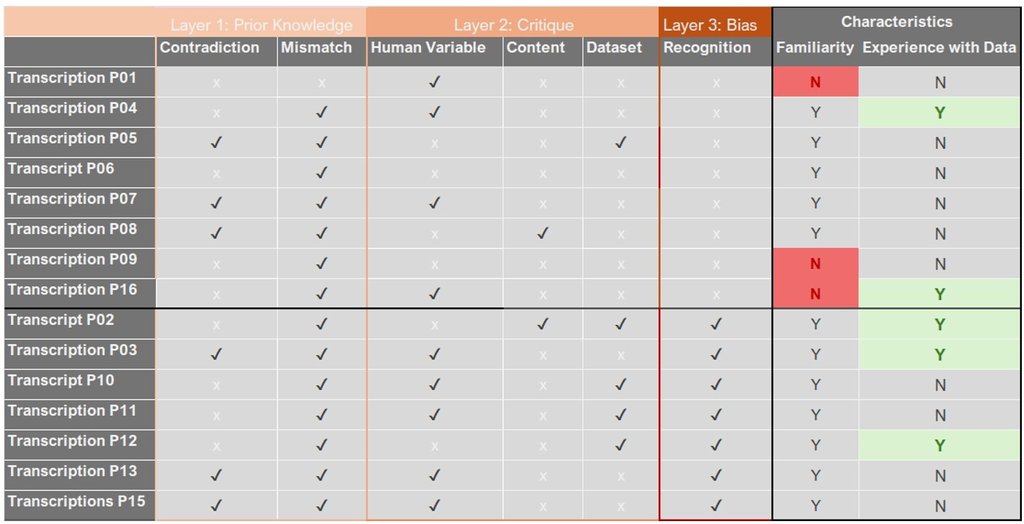 Layer 1: Prior Knowledge Layer 2: Critique Layer 3: Bias Characteristics
Contradiction Mismatch Human Variable Content Dataset Recognition Familiarity Experience with Data
Transcription P01 x x ✓ x x x N N
Transcription P04 x ✓ ✓ x x x Y Y
Transcription P05 ✓ ✓ x x ✓ x Y N
Transcript P06 x ✓ x x x x Y N
Transcription P07 ✓ ✓ ✓ x x x Y N
Transcription P08 ✓ ✓ x ✓ x x Y N
Transcription P09 x ✓ x x x x N N
Transcription P16 x ✓ ✓ x x x N Y
Transcript P02 x ✓ x ✓ ✓ ✓ Y Y
Transcription P03 ✓ ✓ ✓ x x ✓ Y Y
Transcript P10 x ✓ ✓ x ✓ ✓ Y N
Transcription P11 x ✓ ✓ x ✓ ✓ Y N
Transcription P12 x ✓ x x ✓ ✓ Y Y
Transcription P13 ✓ ✓ ✓ x x ✓ Y N
Transcriptions P15 ✓ ✓ ✓ x x ✓ Y N